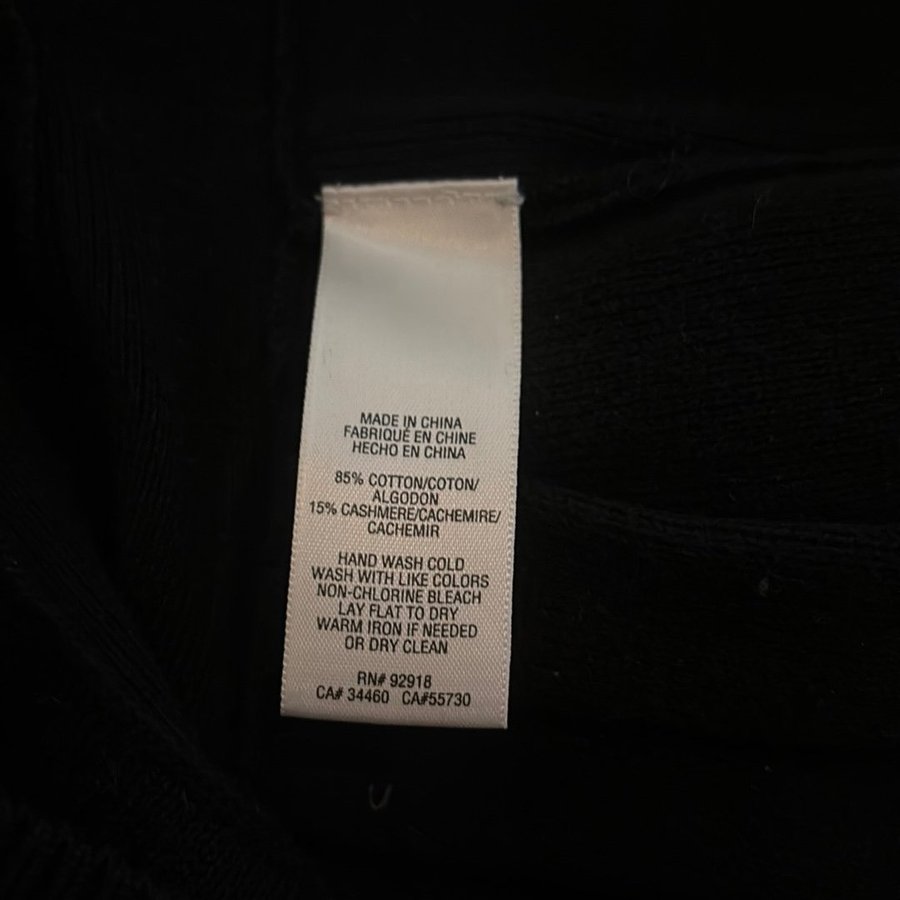 MADE IN CHINA
FABRIQUÉ EN CHINE
HECHO EN CHINA
85% COTTON/COTON/
ALGODON
15% CASHMERE/CACHEMIRE/
CACHEMIR
HAND WASH COLD
WASH WITH LIKE COLORS
NON-CHLORINE BLEACH
LAY FLAT TO DRY
WARM IRON IF NEEDED
OR DRY CLEAN
RN# 92918
CA# 34460 CA#55730